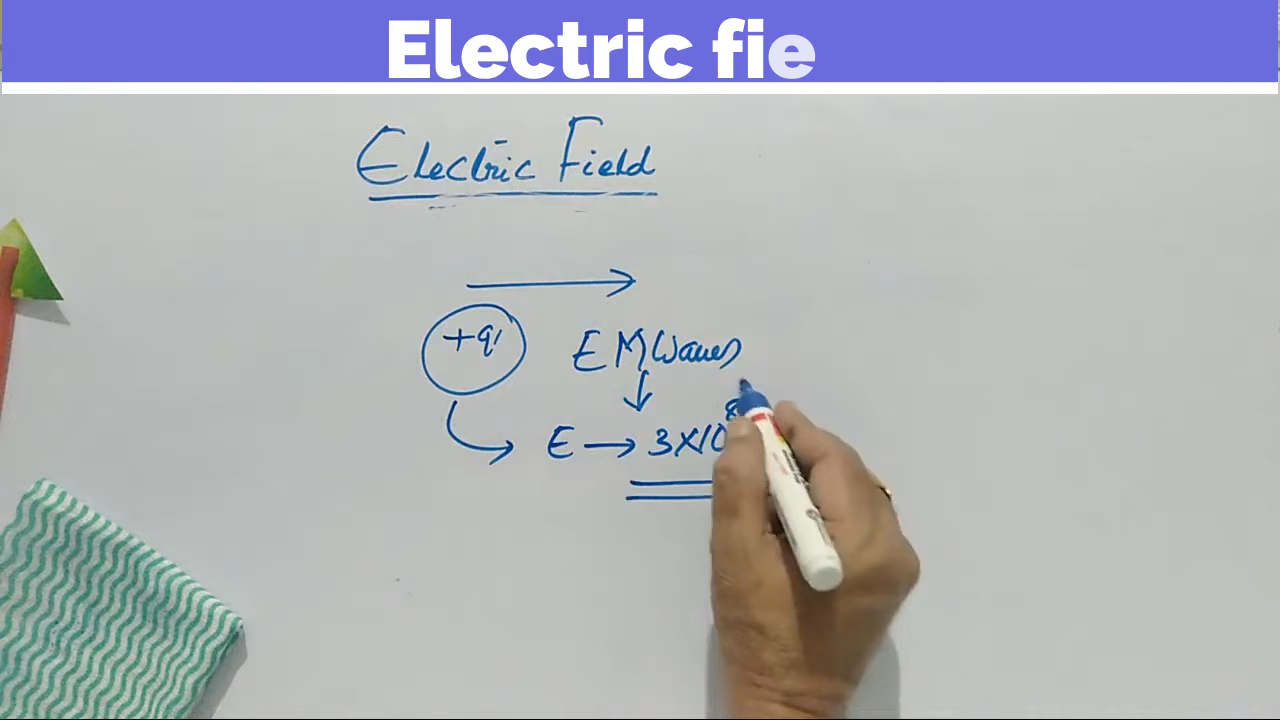 Electric fie
Electric Field
+q
EM Waves
E → 3×10⁸